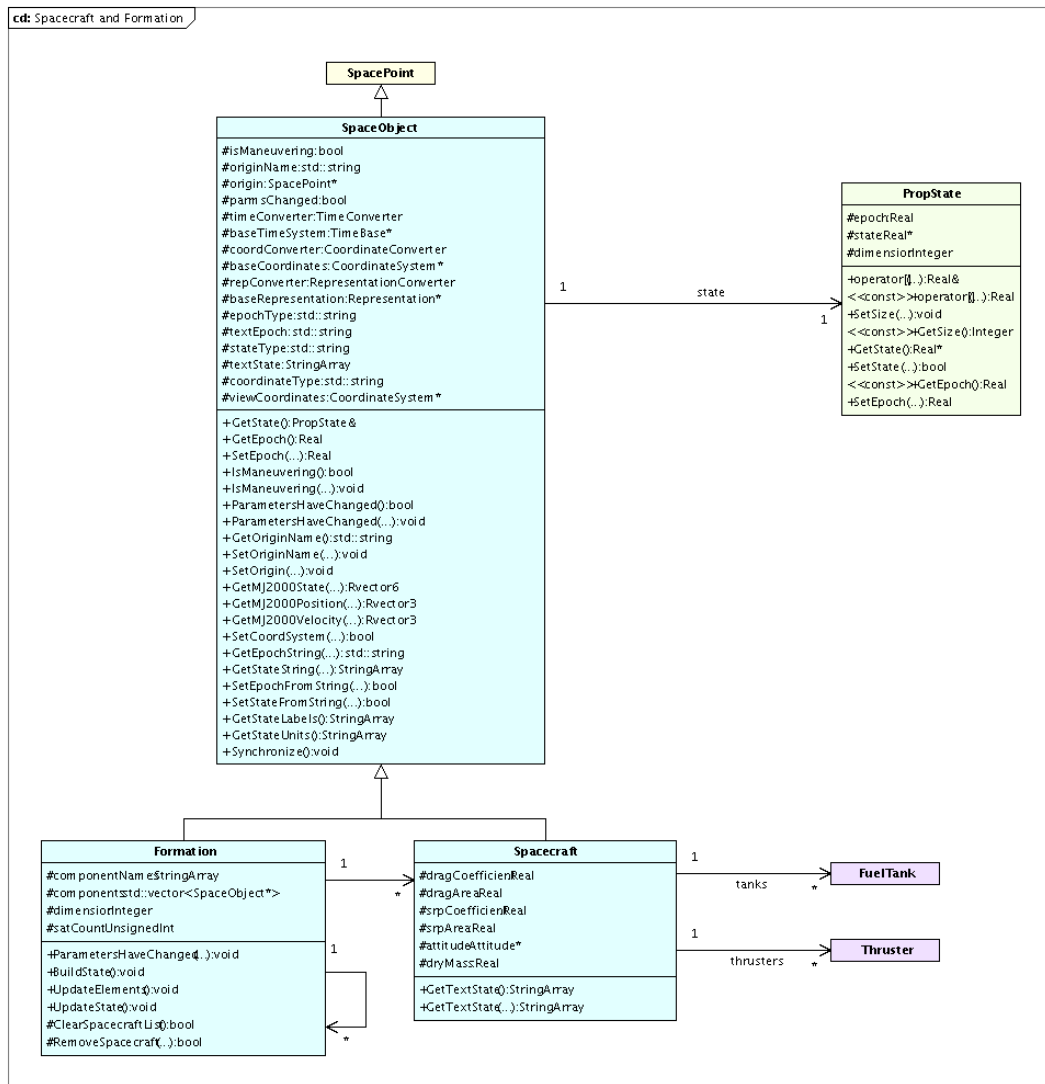 cd: Spacecraft and Formation
SpacePoint
SpaceObject
#isManeuvering:bool
#originName:std::string
#origin:SpacePoint*
#parmsChanged:bool
#timeConverter:TimeConverter
#baseTimeSystem:TimeBase*
#coordConverter:CoordinateConverter
#baseCoordinates:CoordinateSystem*
#repConverter:RepresentationConverter
#baseRepresentation:Representation*
#epochType:std::string
#textEpoch:std::string
#stateType:std::string
#textState:StringArray
#coordinateType:std::string
#viewCoordinates:CoordinateSystem*
+GetState():PropState&
+GetEpoch():Real
+SetEpoch(...):Real
+IsManeuvering():bool
+IsManeuvering(...):void
+ParametersHaveChanged():bool
+ParametersHaveChanged(...):void
+GetOriginName():std::string
+SetOriginName(...):void
+SetOrigin(...):void
+GetMJ2000State(...):Rvector6
+GetMJ2000Position(...):Rvector3
+GetMJ2000Velocity(...):Rvector3
+SetCoordSystem(...):bool
+GetEpochString(...):std::string
+GetStateString(...):StringArray
+SetEpochFromString(...):bool
+SetStateFromString(...):bool
+GetStateLabels():StringArray
+GetStateUnits():StringArray
+Synchronize():void
1
state
1
PropState
#epoch:Real
#state:Real*
#dimension:Integer
+operator[](...):Real&
<<const>>+operator[](...):Real
+SetSize(...):void
<<const>>+GetSize():Integer
+GetState():Real*
+SetState(...):bool
<<const>>+GetEpoch():Real
+SetEpoch(...):Real
Formation
#componentNames:StringArray
#components:std::vector<SpaceObject*>
#dimension:Integer
#satCount:UnsignedInt
+ParametersHaveChanged(...):void
+BuildState():void
+UpdateElements():void
+UpdateState():void
#ClearSpacecraftList():bool
#RemoveSpacecraft(...):bool
1
*
1
*
Spacecraft
#dragCoefficient:Real
#dragArea:Real
#srpCoefficient:Real
#srpArea:Real
#attitude:Attitude*
#dryMass:Real
+GetTextState():StringArray
+GetTextState(...):StringArray
1
tanks
*
FuelTank
1
thrusters
*
Thruster